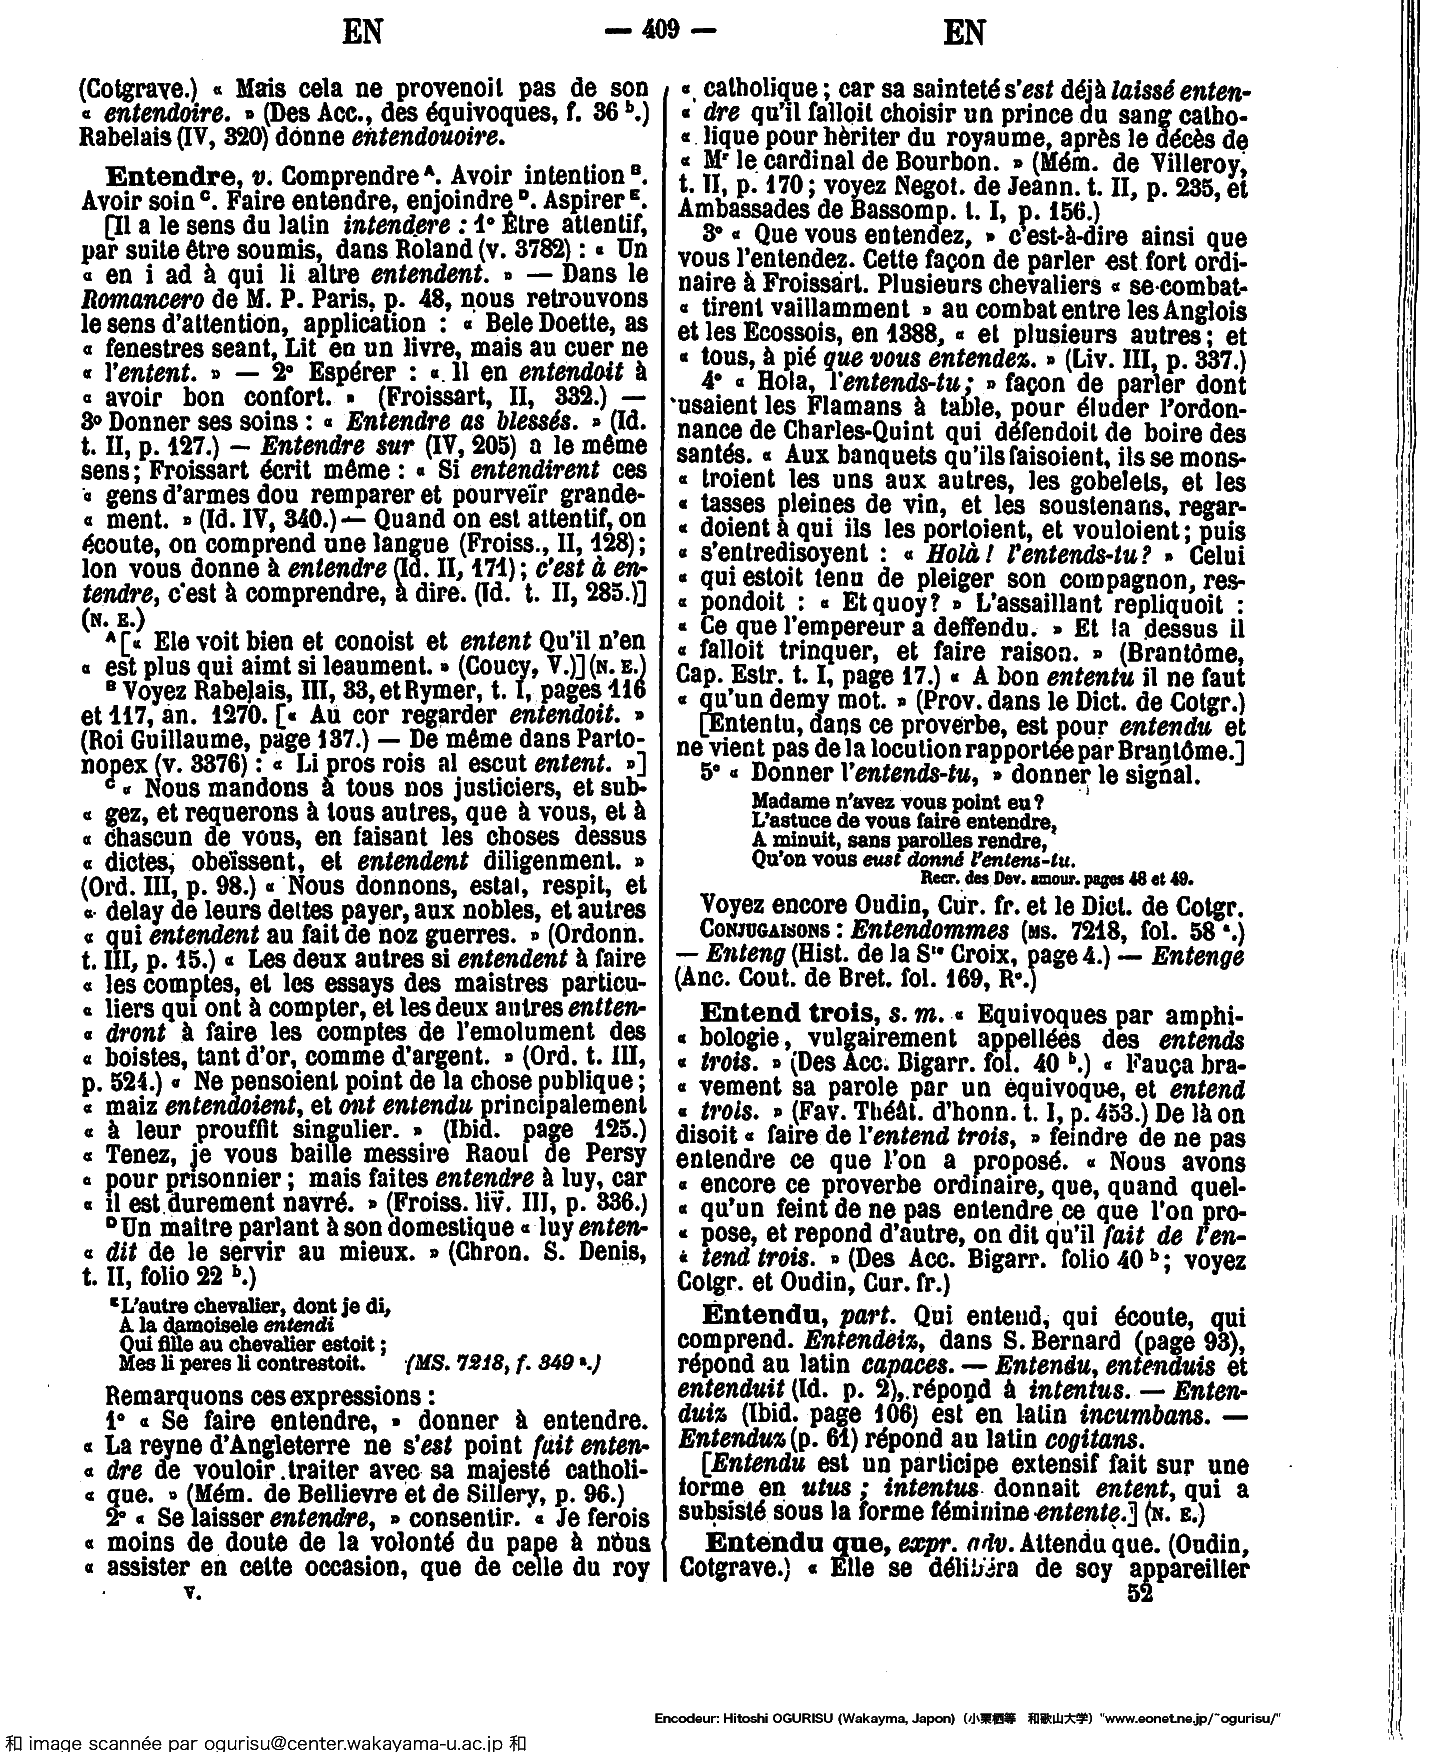 EN
— 409 —
EN
(Cotgrave.) « Mais cela ne provenoit pas de son
« entendoire. » (Des Acc., des équivoques, f. 36 b.)
Rabelais (IV, 320) donne entendouoire.
Entendre, v. Comprendre A. Avoir intention B.
Avoir soin C. Faire entendre, enjoindre D. Aspirer E.
[Il a le sens du latin intendere : 1° Être attentif,
par suite être soumis, dans Roland (v. 3782) : « Un
« en i ad à qui li altre entendent. » — Dans le
Romancero de M. P. Paris, p. 48, nous retrouvons
le sens d'attention, application : « Bele Doette, as
« fenestres seant, Lit en un livre, mais au cuer ne
« l'entent. » — 2° Espérer : « Il en entendoit à
« avoir bon confort. » (Froissart, II, 332.) —
3° Donner ses soins : « Entendre as blessés. » (Id.
t. II, p. 127.) — Entendre sur (IV, 205) a le même
sens; Froissart écrit même : « Si entendirent ces
« gens d'armes dou remparer et pourveïr grande-
« ment. » (Id. IV, 340.) — Quand on est attentif, on
écoute, on comprend une langue (Froiss., II, 128);
lon vous donne à entendre (Id. II, 171); c'est à en-
tendre, c'est à comprendre, à dire. (Id. t. II, 285.)]
(N. E.)
A [« Ele voit bien et conoist et entent Qu'il n'en
« est plus qui aimt si leaument. » (Coucy, V.)] (N. E.)
B Voyez Rabelais, III, 33, et Rymer, t. I, pages 116
et 117, an. 1270. [« Au cor regarder entendoit. »
(Roi Guillaume, page 137.) — De même dans Parto-
nopex (v. 3376) : « Li pros rois al escut entent. »]
C « Nous mandons à tous nos justiciers, et sub-
« gez, et requerons à tous autres, que à vous, et à
« chascun de vous, en faisant les choses dessus
« dictes, obeïssent, et entendent diligenment. »
(Ord. III, p. 98.) « Nous donnons, estat, respit, et
« delay de leurs dettes payer, aux nobles, et autres
« qui entendent au fait de noz guerres. » (Ordonn.
t. III, p. 15.) « Les deux autres si entendent à faire
« les comptes, et les essays des maistres particu-
« liers qui ont à compter, et les deux autres entten-
« dront à faire les comptes de l'emolument des
« boistes, tant d'or, comme d'argent. » (Ord. t. III,
p. 521.) « Ne pensoient point de la chose publique;
« maiz entendoient, et ont entendu principalement
« à leur prouffit singulier. » (Ibid. page 125.)
« Tenez, je vous baille messire Raoul de Persy
« pour prisonnier; mais faites entendre à luy, car
« il est durement navré. » (Froiss. liv. III, p. 336.)
D Un maître parlant à son domestique « luy enten-
« dit de le servir au mieux. » (Chron. S. Denis,
t. II, folio 22 b.)
E L'autre chevalier, dont je di,
A la damoisele entendi
Qui fille au chevalier estoit ;
Mes li peres li contrestoit. (MS. 7218, f. 349 a.)
Remarquons ces expressions :
1° « Se faire entendre, » donner à entendre.
« La reyne d'Angleterre ne s'est point fait enten-
« dre de vouloir traiter avec sa majesté catholi-
« que. » (Mém. de Bellievre et de Sillery, p. 96.)
2° « Se laisser entendre, » consentir. « Je ferois
« moins de doute de la volonté du pape à nous
« assister en cette occasion, que de celle du roy
V.
« catholique; car sa sainteté s'est déjà laissé enten-
« dre qu'il falloit choisir un prince du sang catho-
« lique pour hèriter du royaume, après le décès de
« Mr le cardinal de Bourbon. » (Mém. de Villeroy,
t. II, p. 170; voyez Negot. de Jeann. t. II, p. 235, et
Ambassades de Bassomp. t. I, p. 156.)
3° « Que vous entendez, » c'est-à-dire ainsi que
vous l'entendez. Cette façon de parler est fort ordi-
naire à Froissart. Plusieurs chevaliers « se combat-
« tirent vaillamment » au combat entre les Anglois
et les Ecossois, en 1388, « et plusieurs autres; et
« tous, à pié que vous entendez. » (Liv. III, p. 337.)
4° « Hola, l'entends-tu; » façon de parler dont
usaient les Flamans à table, pour éluder l'ordon-
nance de Charles-Quint qui défendoit de boire des
santés. « Aux banquets qu'ils faisoient, ils se mons-
« troient les uns aux autres, les gobelets, et les
« tasses pleines de vin, et les soustenans, regar-
« doient à qui ils les portoient, et vouloient; puis
« s'entredisoyent : « Holà! l'entends-tu? » Celui
« qui estoit tenu de pleiger son compagnon, res-
« pondoit : « Et quoy? » L'assaillant repliquoit :
« Ce que l'empereur a deffendu. » Et la dessus il
« falloit trinquer, et faire raison. » (Brantôme,
Cap. Estr. t. I, page 17.) « A bon ententu il ne faut
« qu'un demy mot. » (Prov. dans le Dict. de Cotgr.)
[Ententu, dans ce proverbe, est pour entendu et
ne vient pas de la locution rapportée par Brantôme.]
5° « Donner l'entends-tu, » donner le signal.
Madame n'avez vous point eu?
L'astuce de vous faire entendre,
A minuit, sans parolles rendre,
Qu'on vous eust donné l'entens-tu.
Recr. des Dev. amour. pages 48 et 49.
Voyez encore Oudin, Cur. fr. et le Dict. de Cotgr.
CONJUGAISONS : Entendommes (MS. 7218, fol. 58 a.)
— Enteng (Hist. de la Ste Croix, page 4.) — Entenge
(Anc. Cout. de Bret. fol. 169, R°.)
Entend trois, s. m. « Equivoques par amphi-
« bologie, vulgairement appelléés des entends
« trois. » (Des Acc. Bigarr. fol. 40 b.) « Fauça bra-
« vement sa parole par un équivoque, et entend
« trois. » (Fav. Théât. d'honn. t. I, p. 453.) De là on
disoit « faire de l'entend trois, » feindre de ne pas
entendre ce que l'on a proposé. « Nous avons
« encore ce proverbe ordinaire, que, quand quel-
« qu'un feint de ne pas entendre ce que l'on pro-
« pose, et repond d'autre, on dit qu'il fait de l'en-
« tend trois. » (Des Acc. Bigarr. folio 40 b; voyez
Cotgr. et Oudin, Cur. fr.)
Entendu, part. Qui entend, qui écoute, qui
comprend. Entendeiz, dans S. Bernard (page 93),
répond au latin capaces. — Entendu, entenduis et
entenduit (Id. p. 2), répond à intentus. — Enten-
duiz (Ibid. page 106) est en latin incumbans. —
Entenduz (p. 61) répond au latin cogitans.
[Entendu est un participe extensif fait sur une
forme en utus ; intentus donnait entent, qui a
subsisté sous la forme féminine entente.] (N. E.)
Entendu que, expr. adv. Attendu que. (Oudin,
Cotgrave.) « Elle se délibéra de soy appareiller
52
Encodeur: Hitoshi OGURISU (Wakayma, Japon) (小栗栖等 和歌山大学) "www.eonet.ne.jp/~ogurisu/"
和 image scannée par ogurisu@center.wakayama-u.ac.jp 和